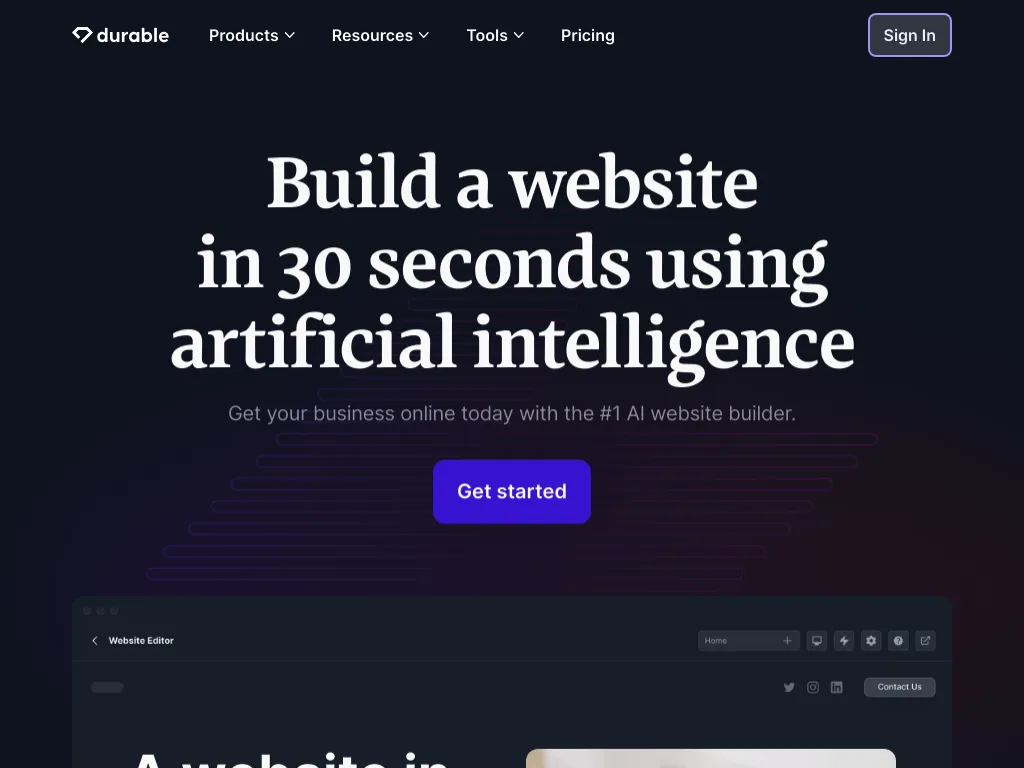 durable
Products
Resources
Tools
Pricing
Sign In
Build a website
in 30 seconds using
artificial intelligence
Get your business online today with the #1 AI website builder.
Get started
Website Editor
Home
Contact Us
A website in